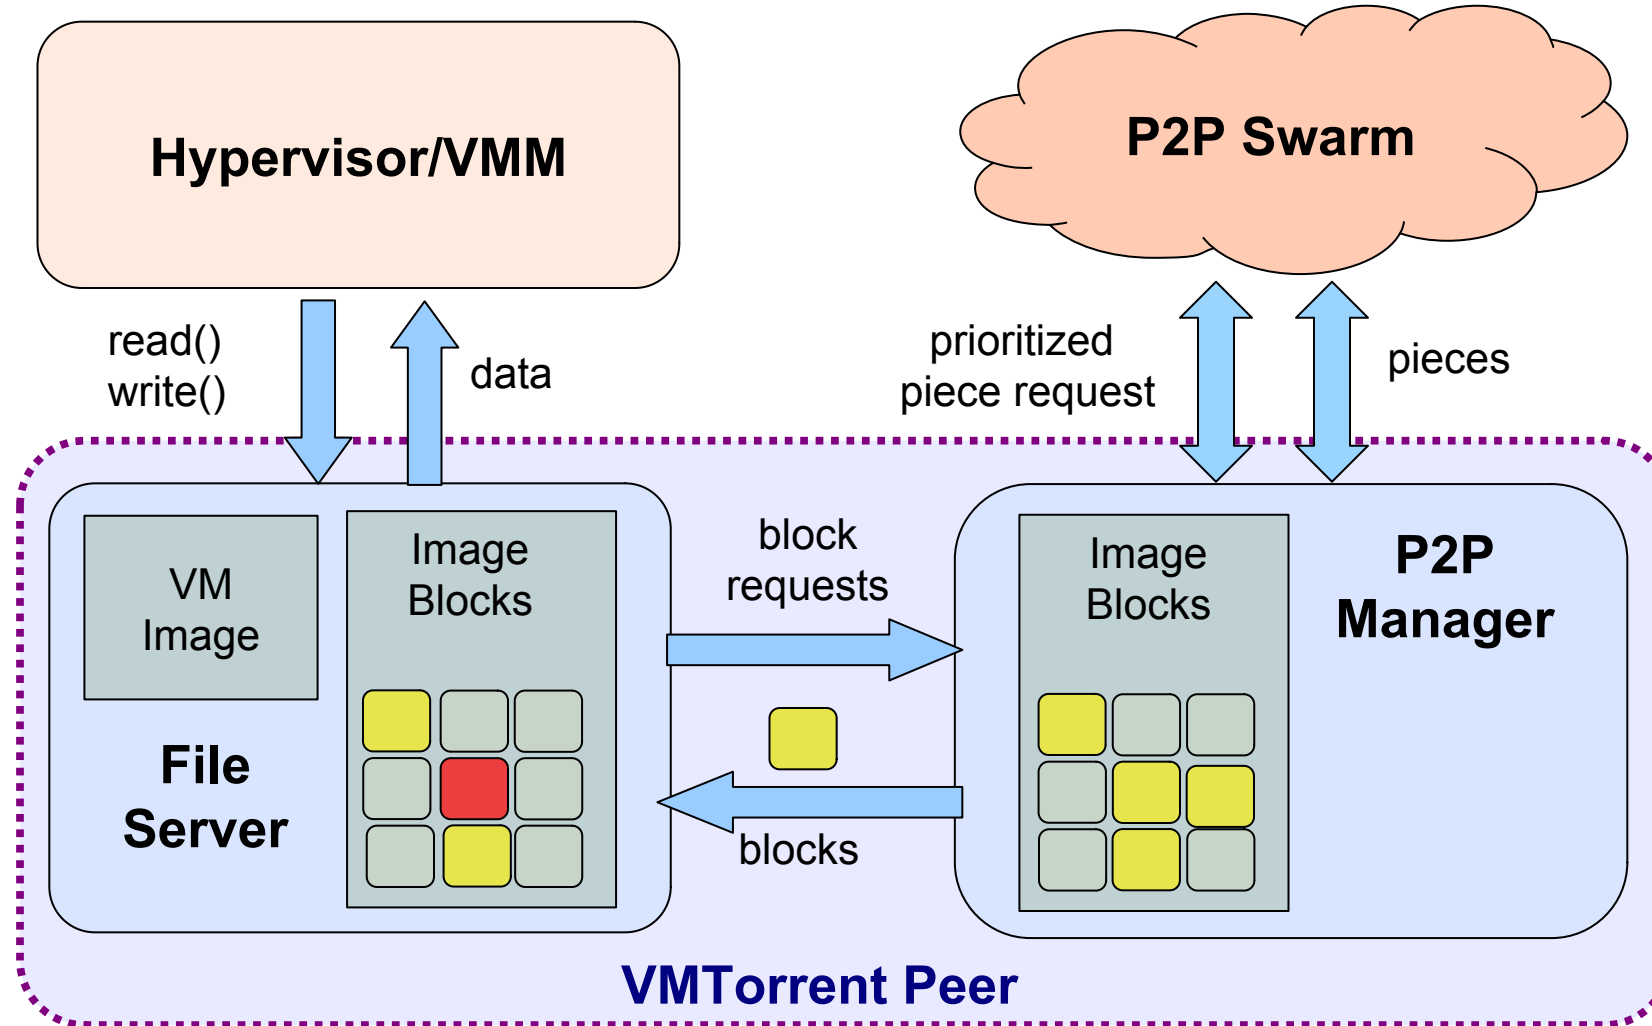 Hypervisor/VMM
P2P Swarm
read()
write()
data
prioritized
piece request
pieces
VM
Image
Image
Blocks
File
Server
block
requests
blocks
Image
Blocks
P2P
Manager
VMTorrent Peer